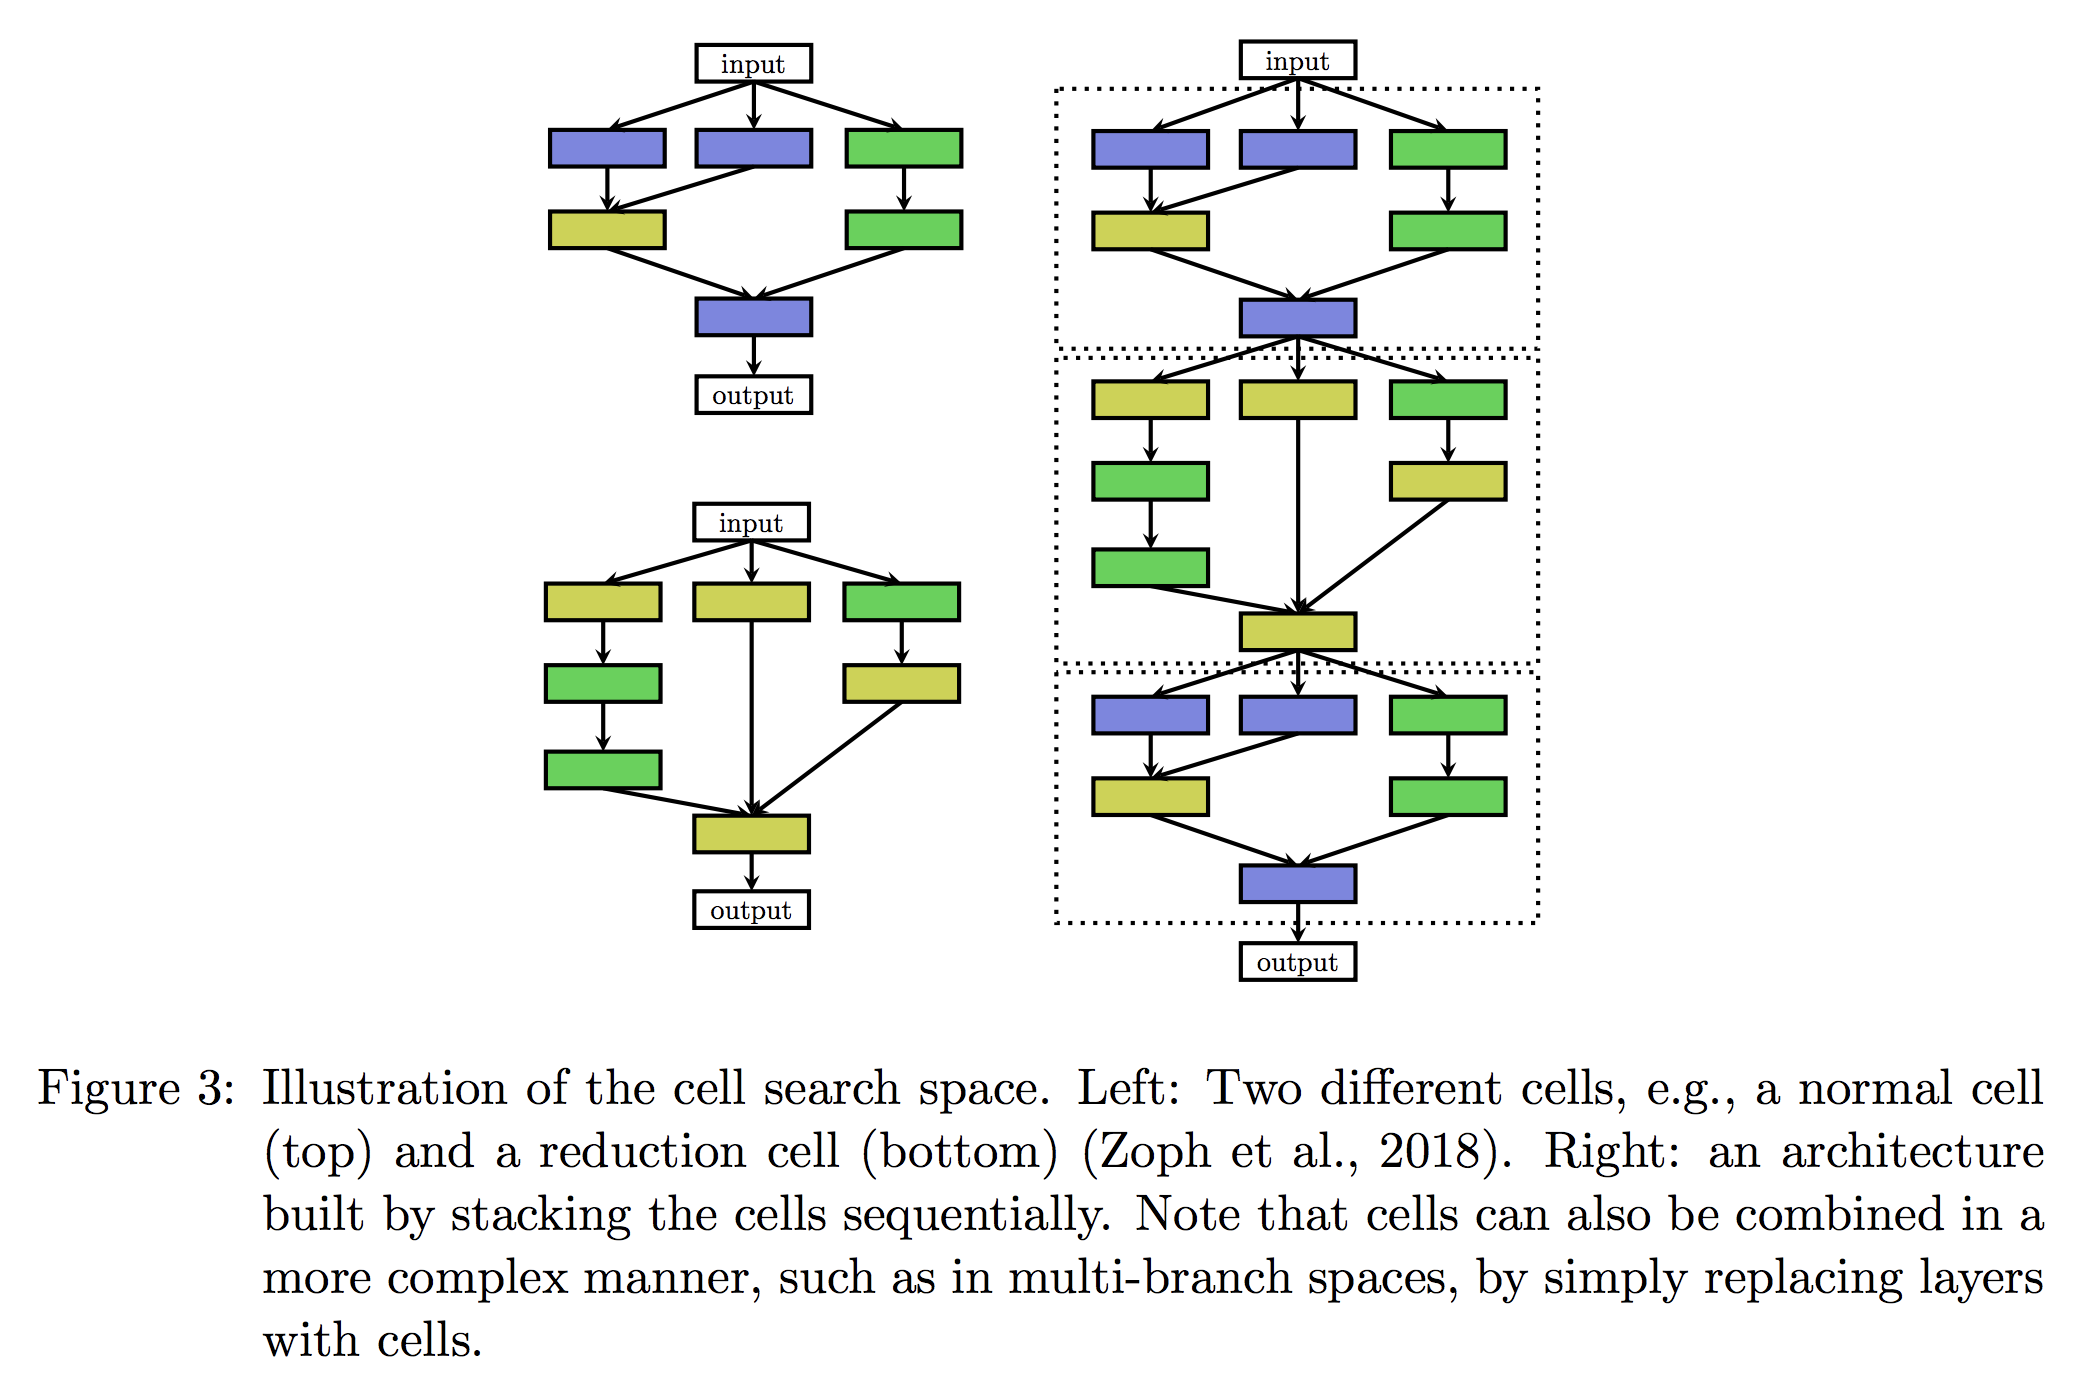 input
output
input
output
input
output
Figure 3: Illustration of the cell search space. Left: Two different cells, e.g., a normal cell
(top) and a reduction cell (bottom) (Zoph et al., 2018). Right: an architecture
built by stacking the cells sequentially. Note that cells can also be combined in a
more complex manner, such as in multi-branch spaces, by simply replacing layers
with cells.